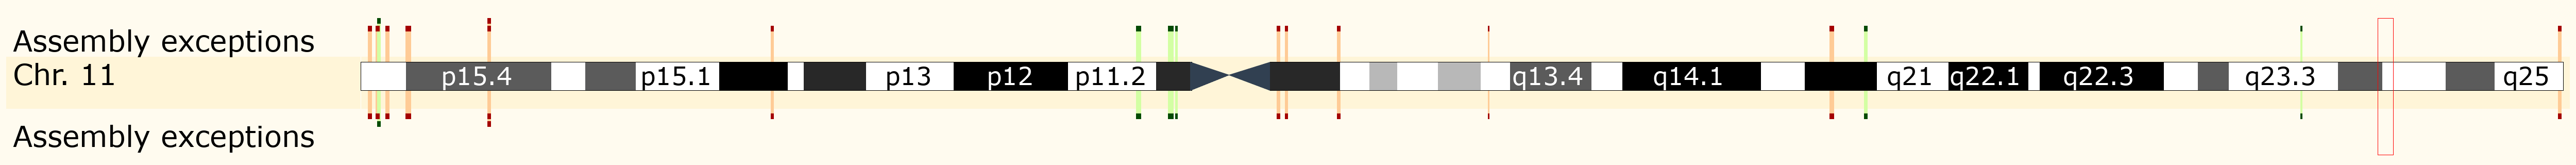 Assembly exceptions
Chr. 11 p15.4 p15.1 p13 p12 p11.2 q13.4 q14.1 q21 q22.1 q22.3 q23.3 q25
Assembly exceptions